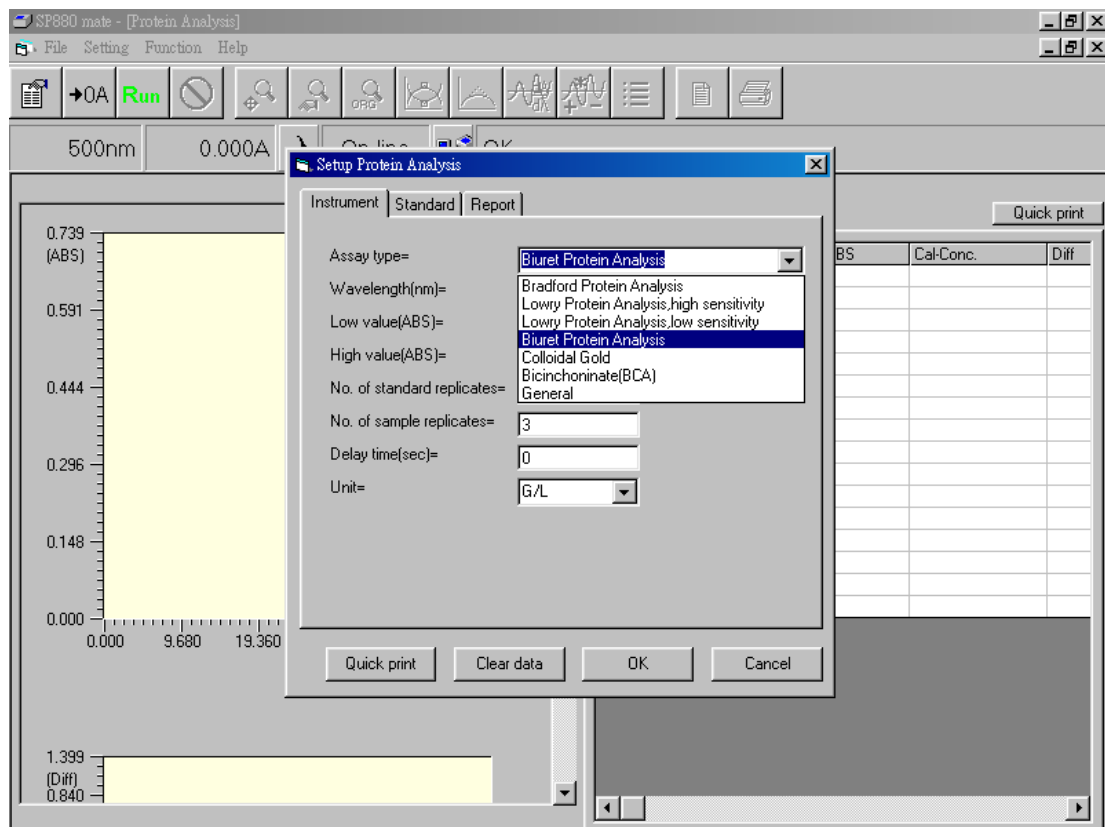 SP880 mate - [Protein Analysis]
File Setting Function Help
→0A Run ORG dλ
500nm 0.000A λ On-line OK
Setup Protein Analysis
Instrument Standard Report
Quick print
0.739
(ABS)
0.591
0.444
0.296
0.148
0.000
0.000 9.680 19.360
Assay type= Biuret Protein Analysis
Bradford Protein Analysis
Lowry Protein Analysis,high sensitivity
Lowry Protein Analysis,low sensitivity
Biuret Protein Analysis
Colloidal Gold
Bicinchoninate(BCA)
General
Wavelength(nm)=
Low value(ABS)=
High value(ABS)=
No. of standard replicates=
No. of sample replicates= 3
Delay time(sec)= 0
Unit= G/L
Quick print Clear data OK Cancel
BS Cal-Conc. Diff
1.399
(Diff)
0.840